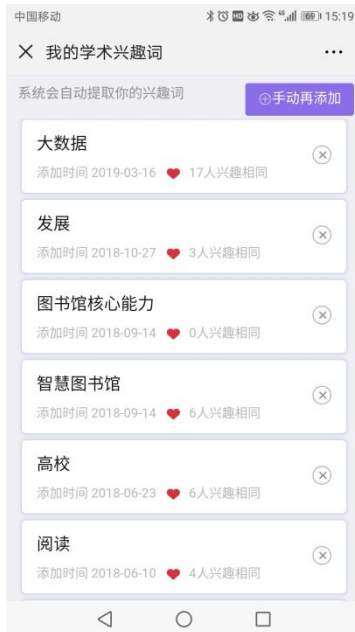 中国移动 HD 46 69 15:19
我的学术兴趣词
系统会自动提取你的兴趣词
手动再添加
大数据
添加时间 2019-03-16 17人兴趣相同
发展
添加时间 2018-10-27 3人兴趣相同
图书馆核心能力
添加时间 2018-09-14 0人兴趣相同
智慧图书馆
添加时间 2018-09-14 6人兴趣相同
高校
添加时间 2018-06-23 6人兴趣相同
阅读
添加时间 2018-06-10 4人兴趣相同